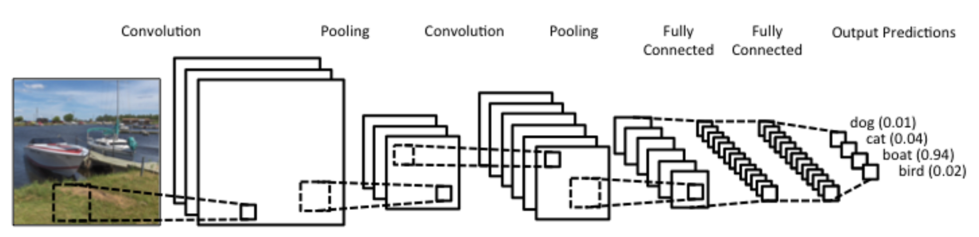 Convolution
Pooling
Convolution
Pooling
Fully
Connected
Fully
Connected
Output Predictions
dog (0.01)
cat (0.04)
boat (0.94)
bird (0.02)